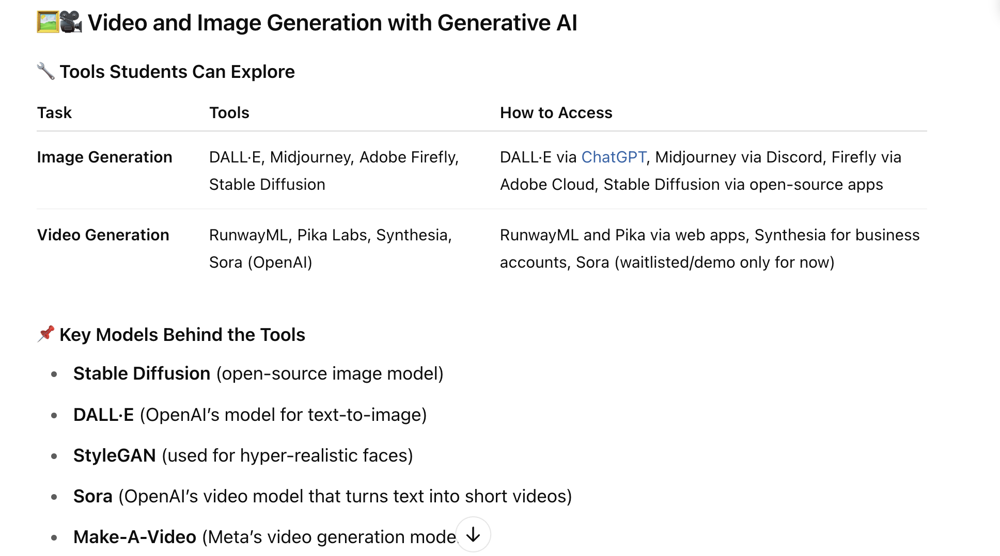 Video and Image Generation with Generative AI
Tools Students Can Explore
Task Tools How to Access
Image Generation DALL·E, Midjourney, Adobe Firefly, DALL·E via ChatGPT, Midjourney via Discord, Firefly via
Stable Diffusion Adobe Cloud, Stable Diffusion via open-source apps
Video Generation RunwayML, Pika Labs, Synthesia, RunwayML and Pika via web apps, Synthesia for business
Sora (OpenAI) accounts, Sora (waitlisted/demo only for now)
Key Models Behind the Tools
• Stable Diffusion (open-source image model)
• DALL·E (OpenAI’s model for text-to-image)
• StyleGAN (used for hyper-realistic faces)
• Sora (OpenAI’s video model that turns text into short videos)
• Make-A-Video (Meta’s video generation mode